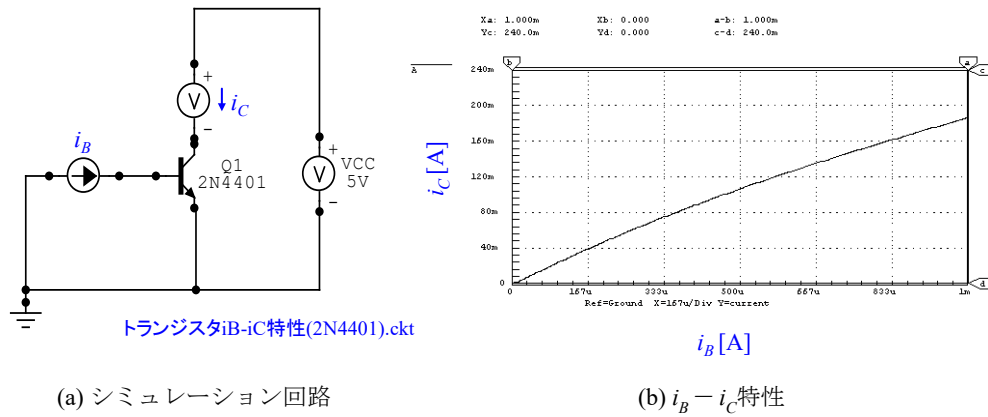 +
V
-
i_C
i_B
Q1
2N4401
+
V
-
VCC
5V
トランジスタiB-iC特性(2N4401).ckt
(a) シミュレーション回路
Xa: 1.000m Xb: 0.000 a-b: 1.000m
Yc: 240.0m Yd: 0.000 c-d: 240.0m
A
b
a
c
d
240m
200m
160m
120m
80m
40m
0
i_C [A]
0 167u 333u 500u 667u 833u 1m
Ref=Ground X=167u/Div Y=current
i_B [A]
(b) i_B－i_C特性